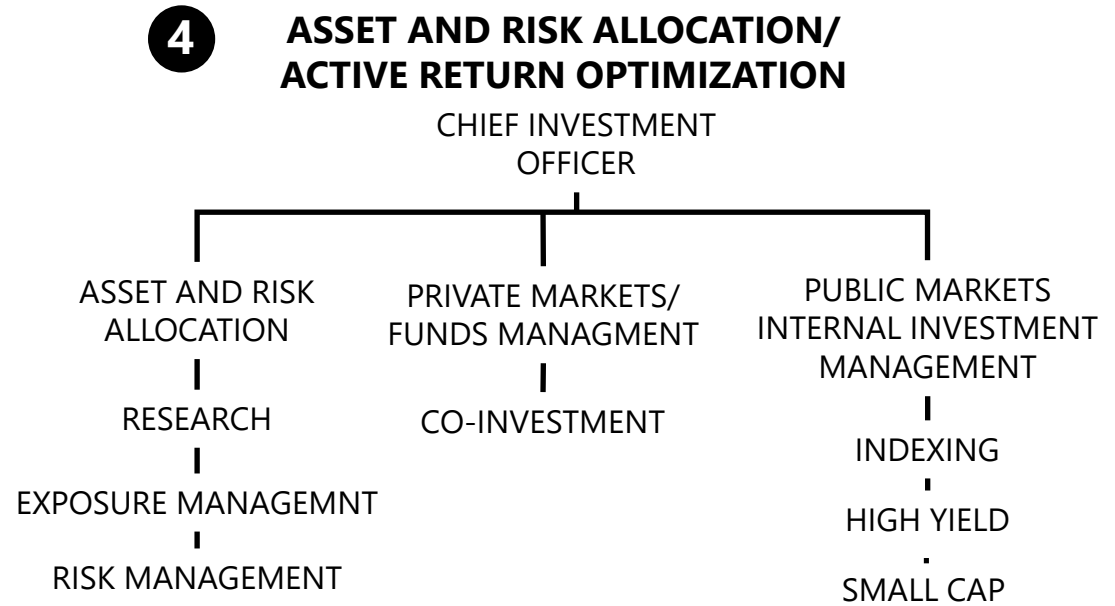 4
ASSET AND RISK ALLOCATION/
ACTIVE RETURN OPTIMIZATION
CHIEF INVESTMENT
OFFICER
ASSET AND RISK
ALLOCATION
RESEARCH
EXPOSURE MANAGEMNT
RISK MANAGEMENT
PRIVATE MARKETS/
FUNDS MANAGMENT
CO-INVESTMENT
PUBLIC MARKETS
INTERNAL INVESTMENT
MANAGEMENT
INDEXING
HIGH YIELD
SMALL CAP